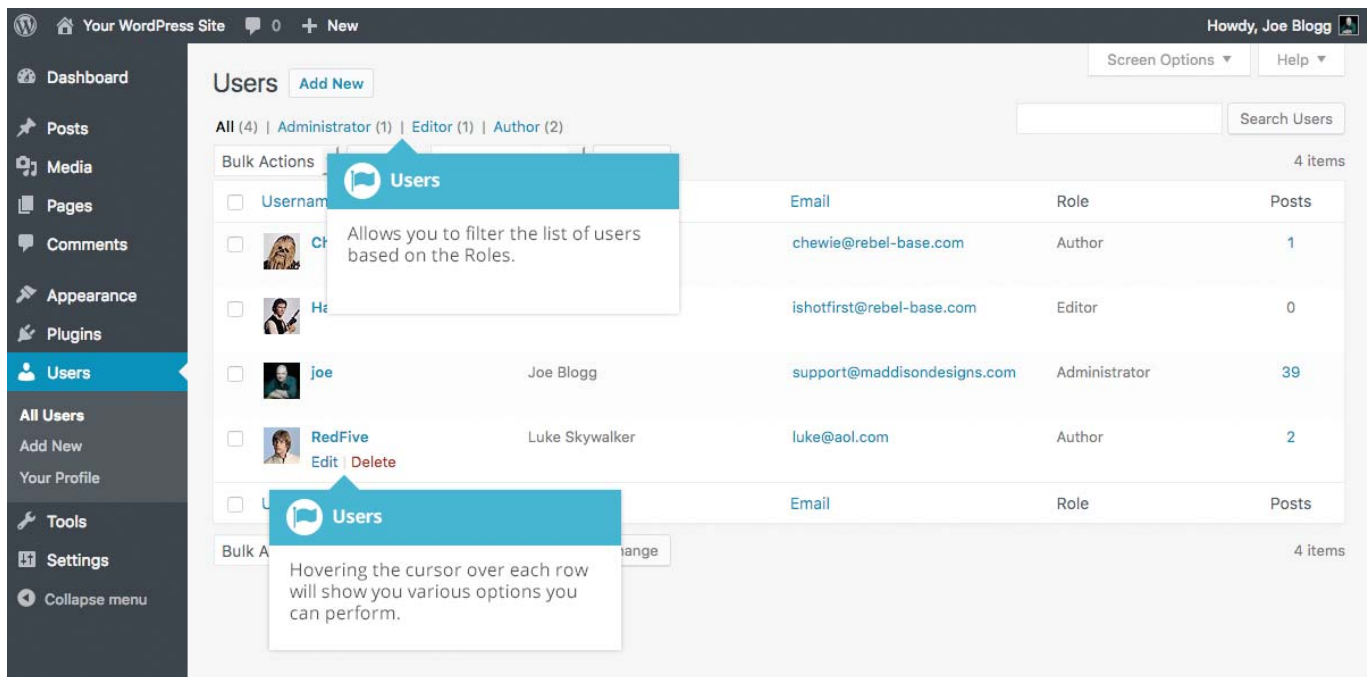 Your WordPress Site 0 + New Howdy, Joe Blogg
Screen Options ▼ Help ▼
Dashboard
Posts
Media
Pages
Comments
Appearance
Plugins
Users
All Users
Add New
Your Profile
Tools
Settings
Collapse menu
Users Add New
All (4) | Administrator (1) | Editor (1) | Author (2)
Search Users
Bulk Actions
4 items
Users
Allows you to filter the list of users
based on the Roles.
Email Role Posts
chewie@rebel-base.com Author 1
ishotfirst@rebel-base.com Editor 0
joe Joe Blogg support@maddisondesigns.com Administrator 39
RedFive Luke Skywalker luke@aol.com Author 2
Edit | Delete
Email Role Posts
Users
Hovering the cursor over each row
will show you various options you
can perform.
4 items